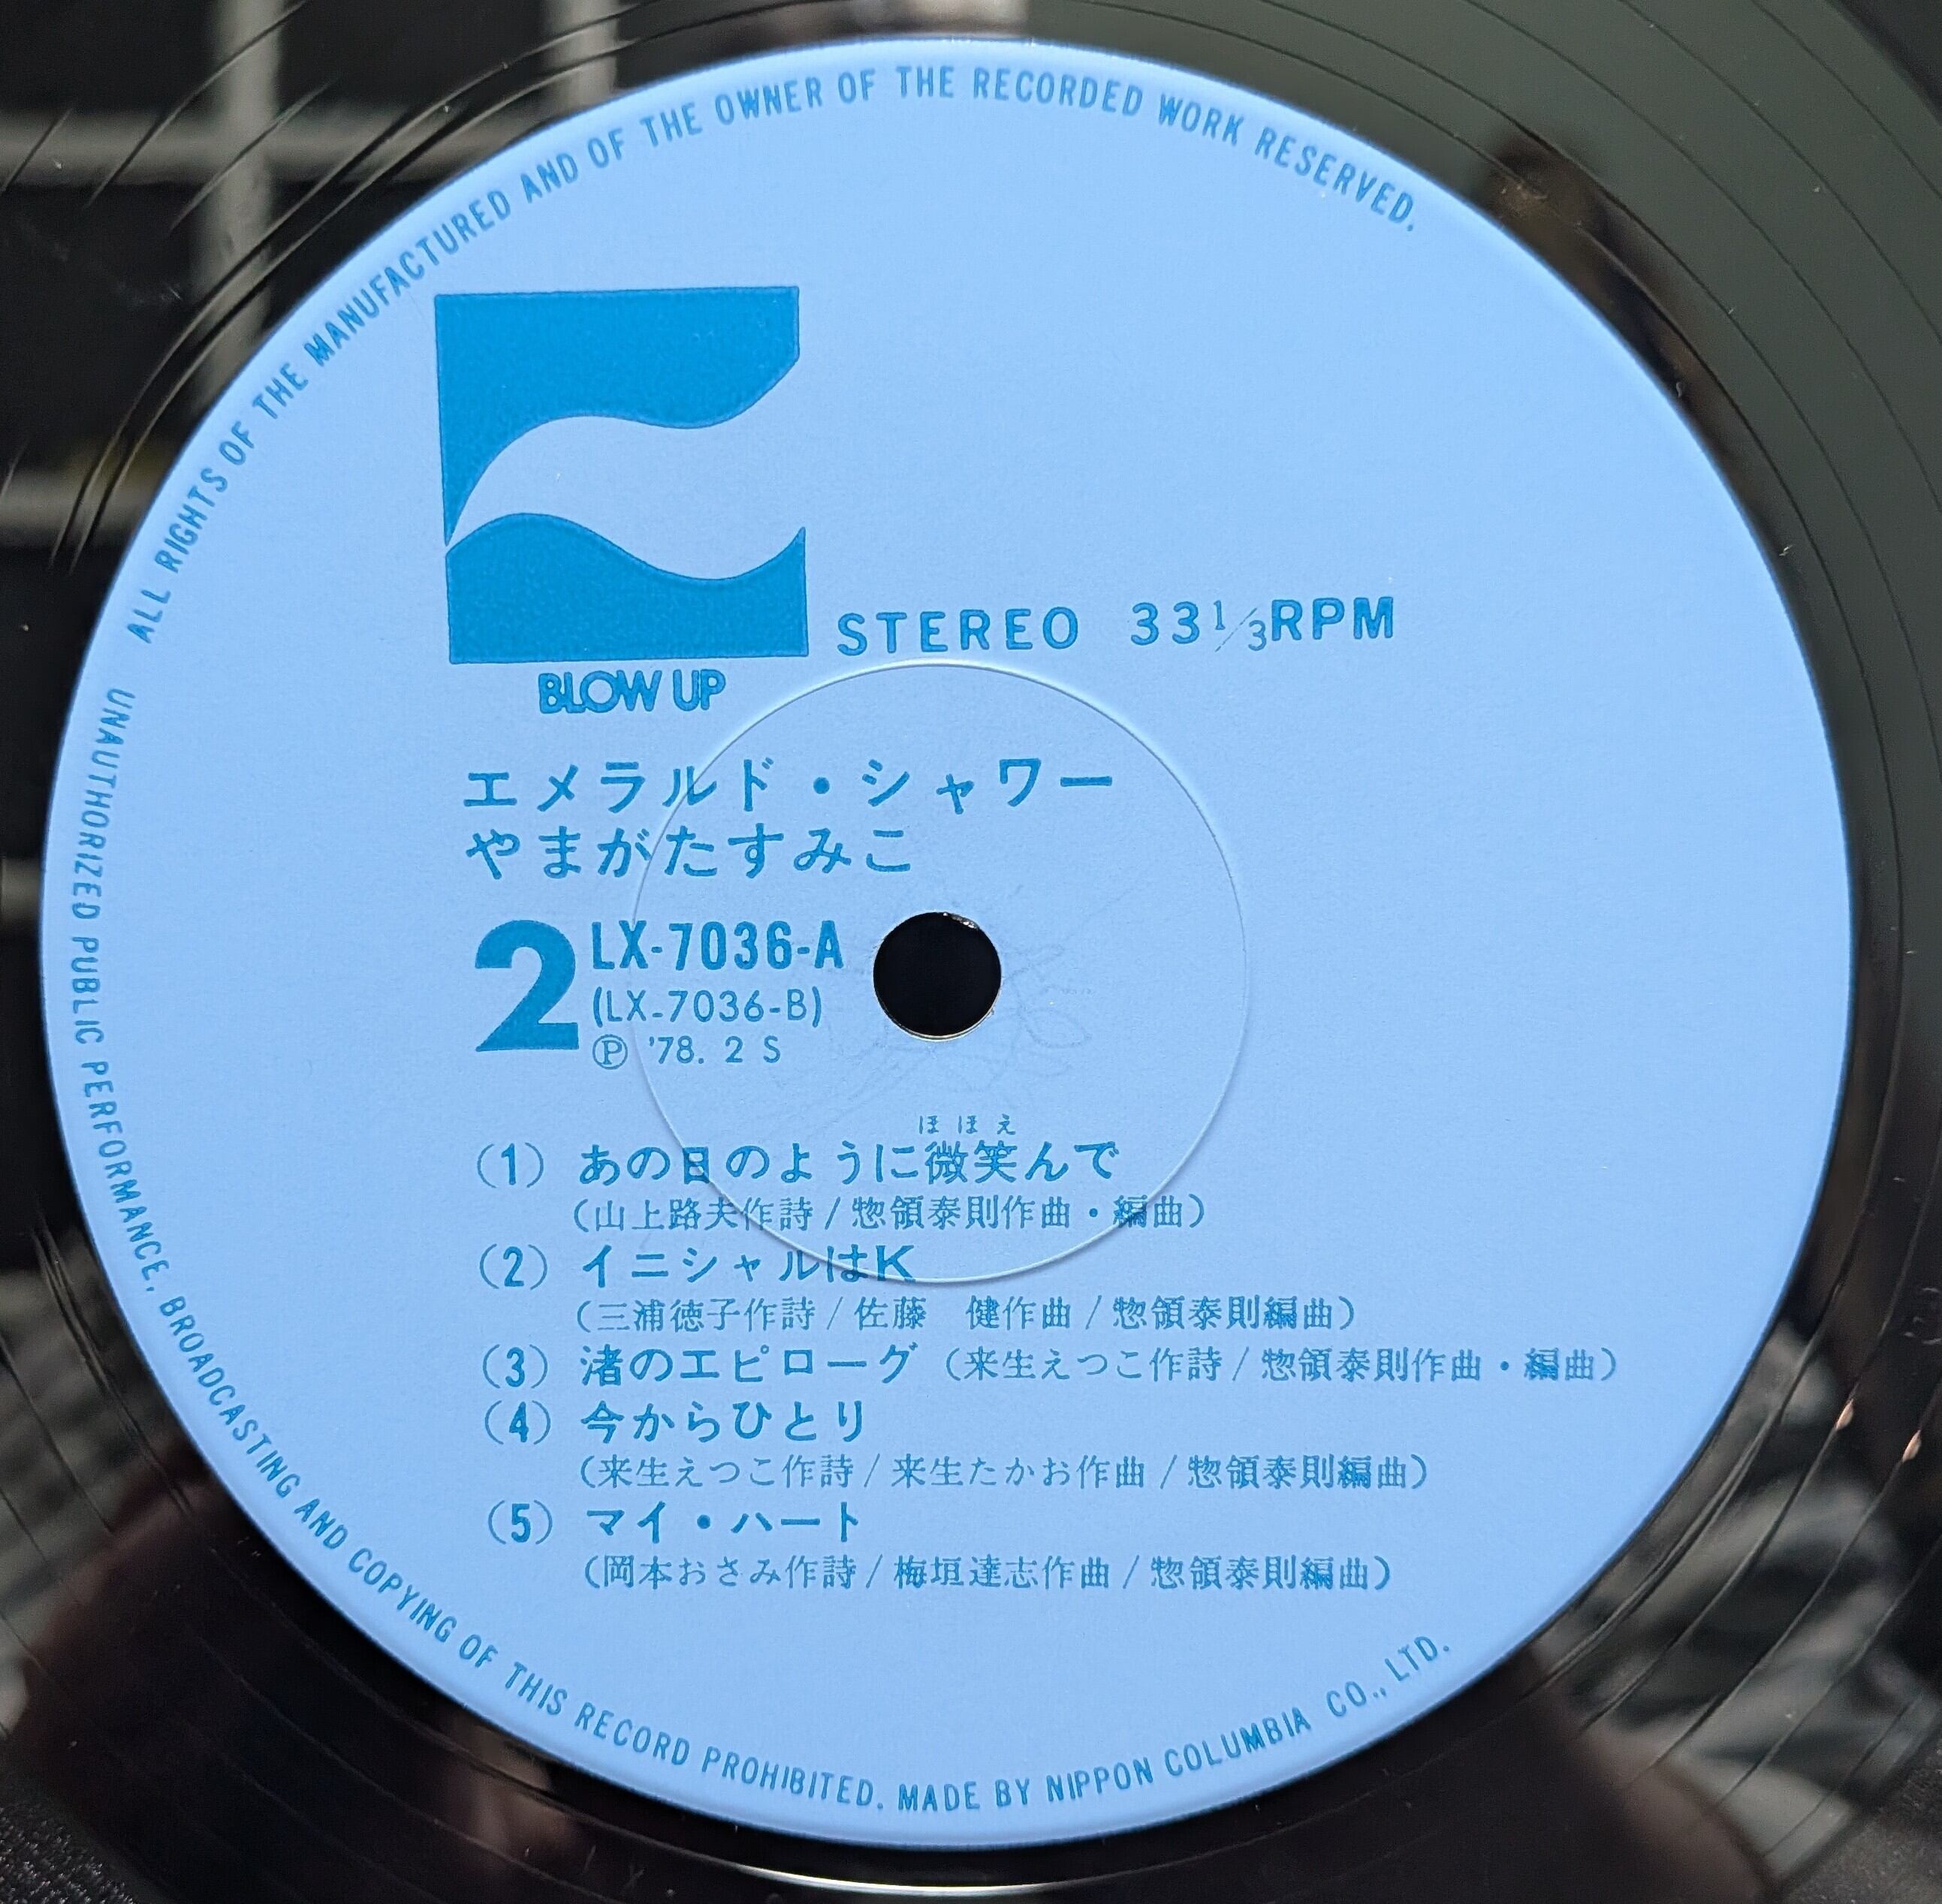 ALL RIGHTS OF THE MANUFACTURED AND OF THE OWNER OF THE RECORDED WORK RESERVED.
BLOW UP
STEREO 33 1/3 RPM
エメラルド・シャワー
やまがたすみこ
2
LX-7036-A
(LX-7036-B)
Ⓟ '78. 2 S
ほほえ
(1) あの日のように微笑んで
(山上路夫作詩/惣領泰則作曲・編曲)
(2) イニシャルはK
(三浦徳子作詩/佐藤 健作曲/惣領泰則編曲)
(3) 渚のエピローグ (来生えつこ作詩/惣領泰則作曲・編曲)
(4) 今からひとり
(来生えつこ作詩/来生たかお作曲/惣領泰則編曲)
(5) マイ・ハート
(岡本おさみ作詩/梅垣達志作曲/惣領泰則編曲)
UNAUTHORIZED PUBLIC PERFORMANCE, BROADCASTING AND COPYING OF THIS RECORD PROHIBITED. MADE BY NIPPON COLUMBIA CO., LTD.